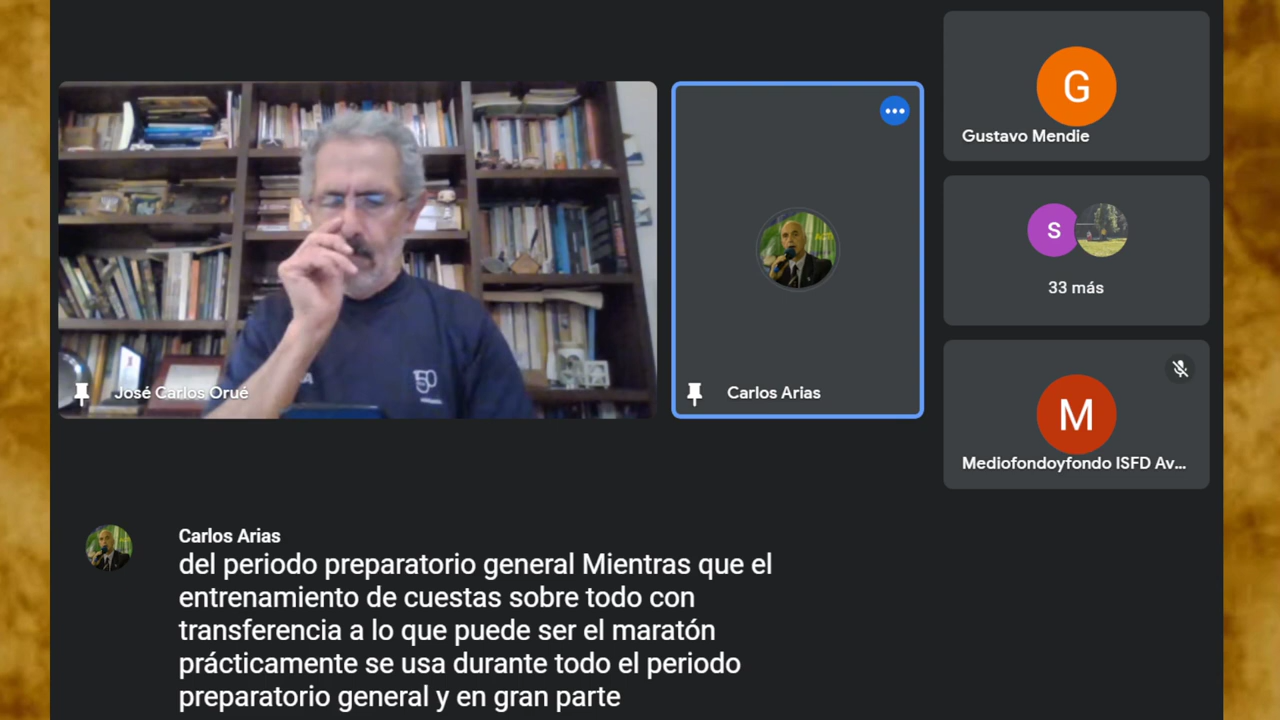 G
Gustavo Mendie
S
33 más
José Carlos Orué
Carlos Arias
M
Mediofondoyfondo ISFD Av...
Carlos Arias
del periodo preparatorio general Mientras que el
entrenamiento de cuestas sobre todo con
transferencia a lo que puede ser el maratón
prácticamente se usa durante todo el periodo
preparatorio general y en gran parte